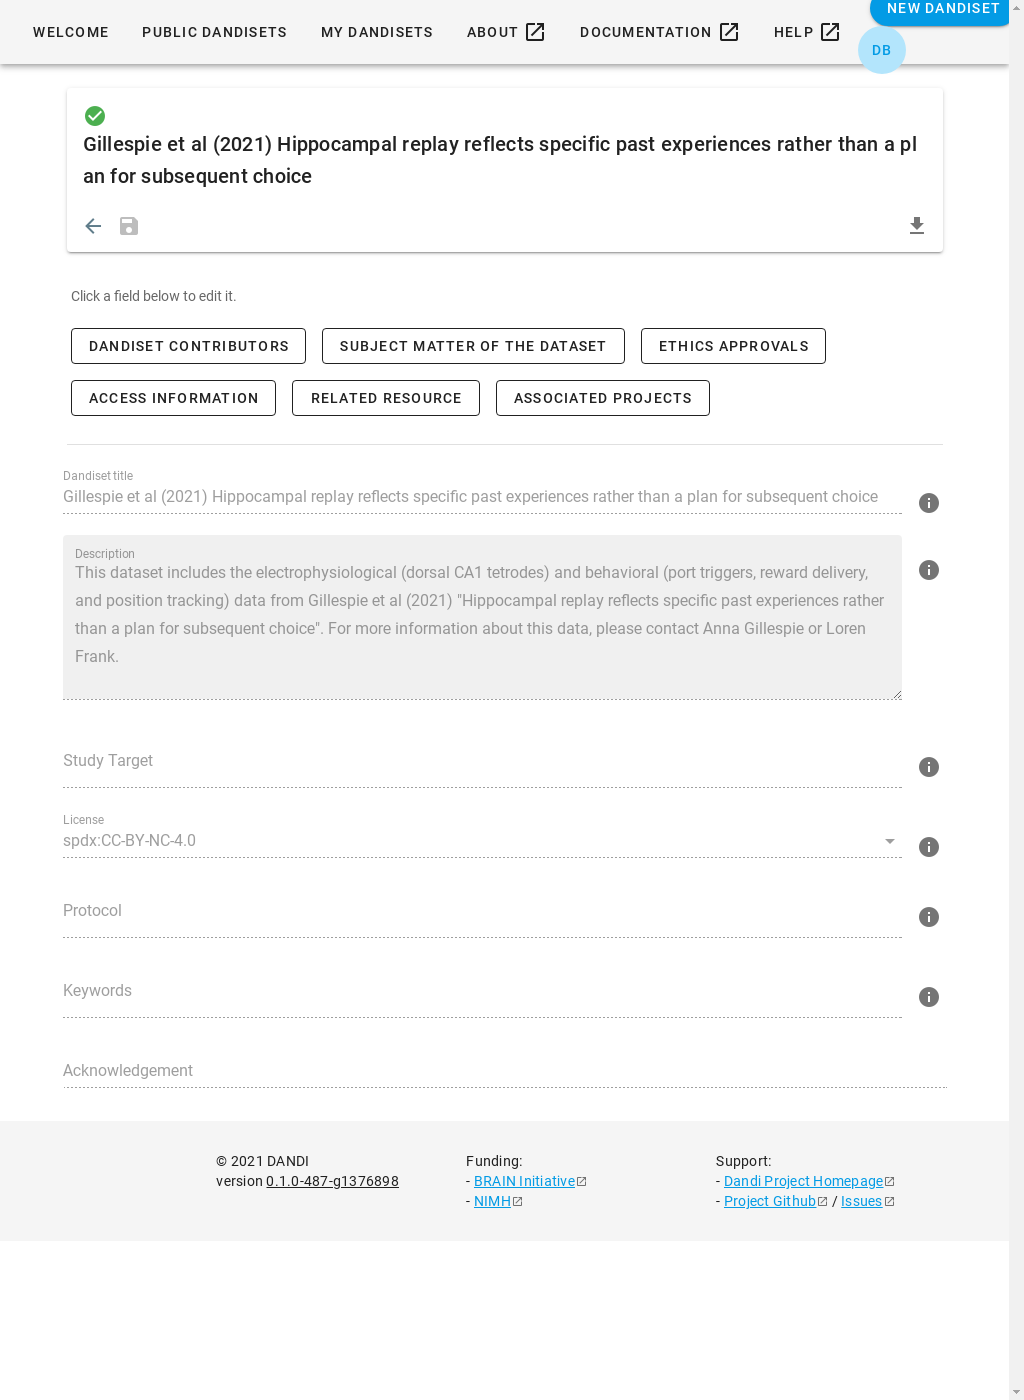 WELCOME PUBLIC DANDISETS MY DANDISETS ABOUT DOCUMENTATION HELP NEW DANDISET
DB
Gillespie et al (2021) Hippocampal replay reflects specific past experiences rather than a pl
an for subsequent choice
Click a field below to edit it.
DANDISET CONTRIBUTORS SUBJECT MATTER OF THE DATASET ETHICS APPROVALS
ACCESS INFORMATION RELATED RESOURCE ASSOCIATED PROJECTS
Dandiset title
Gillespie et al (2021) Hippocampal replay reflects specific past experiences rather than a plan for subsequent choice
Description
This dataset includes the electrophysiological (dorsal CA1 tetrodes) and behavioral (port triggers, reward delivery,
and position tracking) data from Gillespie et al (2021) "Hippocampal replay reflects specific past experiences rather
than a plan for subsequent choice". For more information about this data, please contact Anna Gillespie or Loren
Frank.
Study Target
License
spdx:CC-BY-NC-4.0
Protocol
Keywords
Acknowledgement
© 2021 DANDI
version 0.1.0-487-g1376898
Funding:
- BRAIN Initiative
- NIMH
Support:
- Dandi Project Homepage
- Project Github / Issues